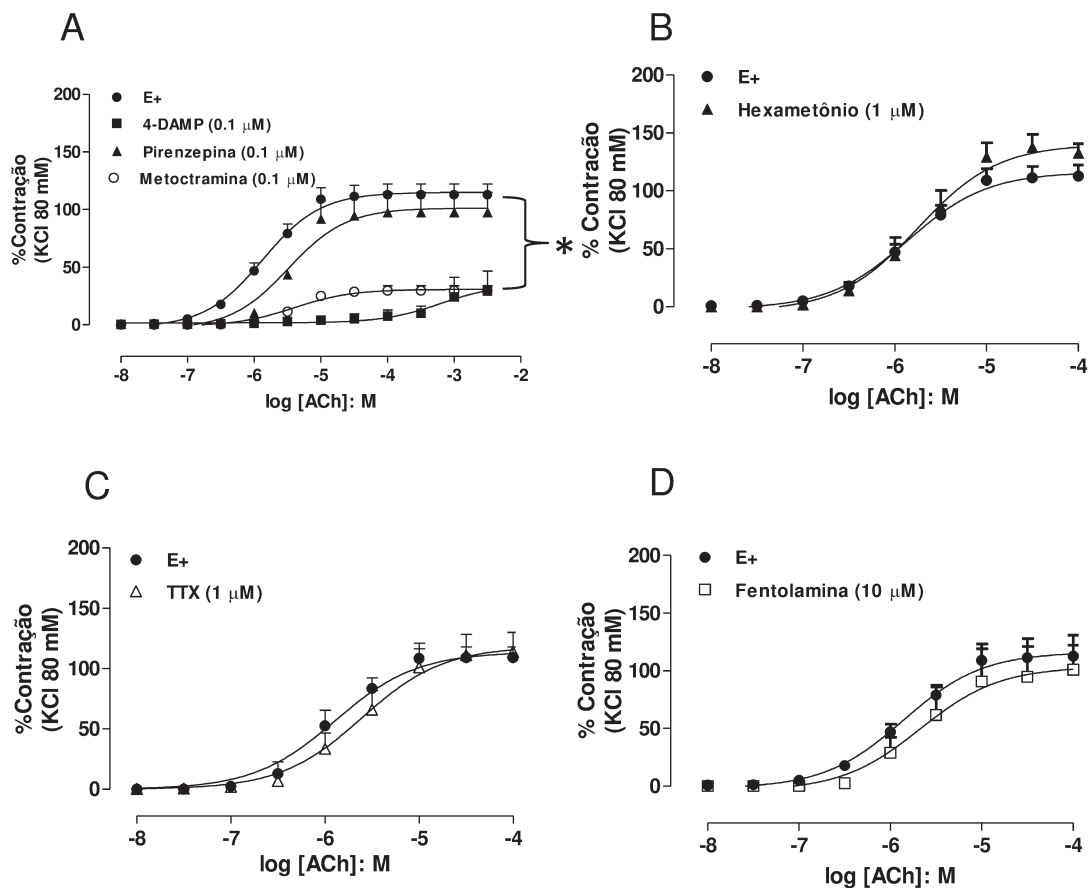 A
200
150
100
50
0
%Contração
(KCl 80 mM)
E+
4-DAMP (0.1 μM)
Pirenzepina (0.1 μM)
Metoctramina (0.1 μM)
*
-8 -7 -6 -5 -4 -3 -2
log [ACh]: M
B
200
150
100
50
0
% Contracão
(KCl 80 mM)
E+
Hexametônio (1 μM)
-8 -7 -6 -5 -4
log [ACh]: M
C
200
150
100
50
0
%Contração
(KCl 80 mM)
E+
TTX (1 μM)
-8 -7 -6 -5 -4
log [ACh]: M
D
200
150
100
50
0
% Contração
(KCl 80 mM)
E+
Fentolamina (10 μM)
-8 -7 -6 -5 -4
log [ACh]: M